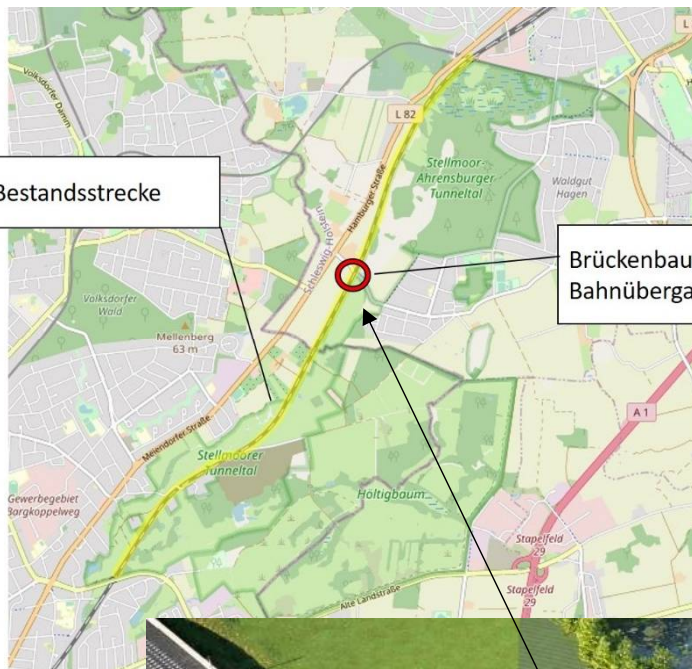 Volksdorfer Damm
L
L 82
Hamburger Straße
Stellmoor-
Ahrensburger
Tunneltal
Waldgut
Hagen
Bestandsstrecke
Schleswig Holstein
Brückenbau
Bahnüberga
Volksdorfer
Wald
Mellenberg
63 m
Meiendorfer Straße
A 1
Stellmoorer
Tunneltal
Höltigbaum
Gewerbegebiet
Bargkoppelweg
Stapelfeld
29
Stapelfeld
29
Alte Landstraße